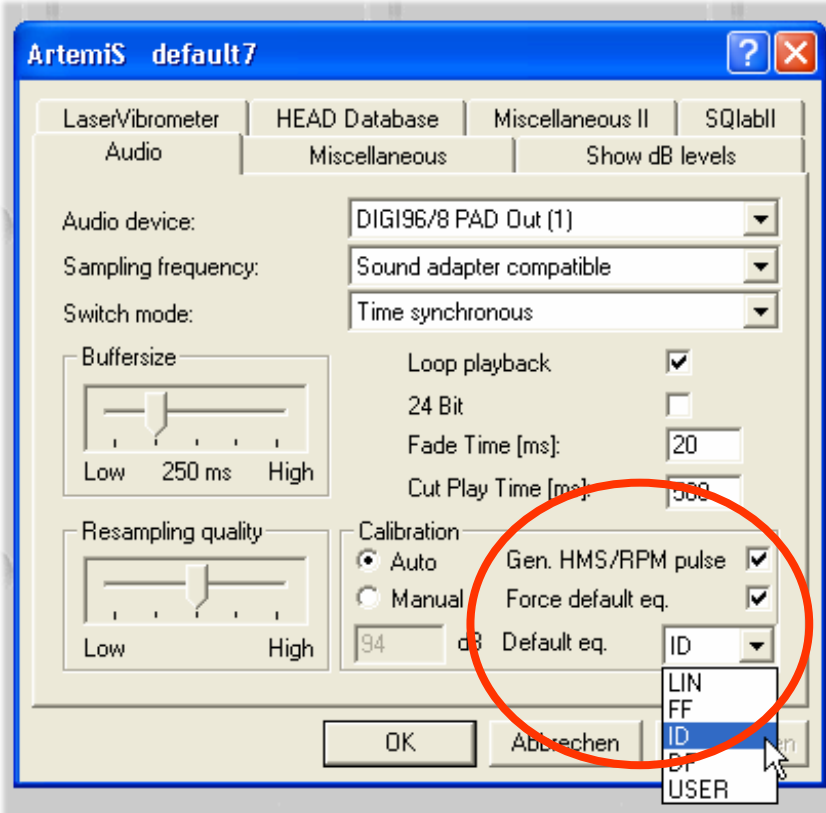 ArtemiS default7
LaserVibrometer HEAD Database Miscellaneous II SQlabII
Audio Miscellaneous Show dB levels
Audio device: DIGI96/8 PAD Out (1)
Sampling frequency: Sound adapter compatible
Switch mode: Time synchronous
Buffersize
Loop playback
24 Bit
Fade Time [ms]: 20
Low 250 ms High
Cut Play Time [ms]: 500
Resampling quality
Calibration
Auto Gen. HMS/RPM pulse
Manual Force default eq.
Low High
94 dB Default eq. ID
LIN
FF
OK Abbrechen ID
DF
USER